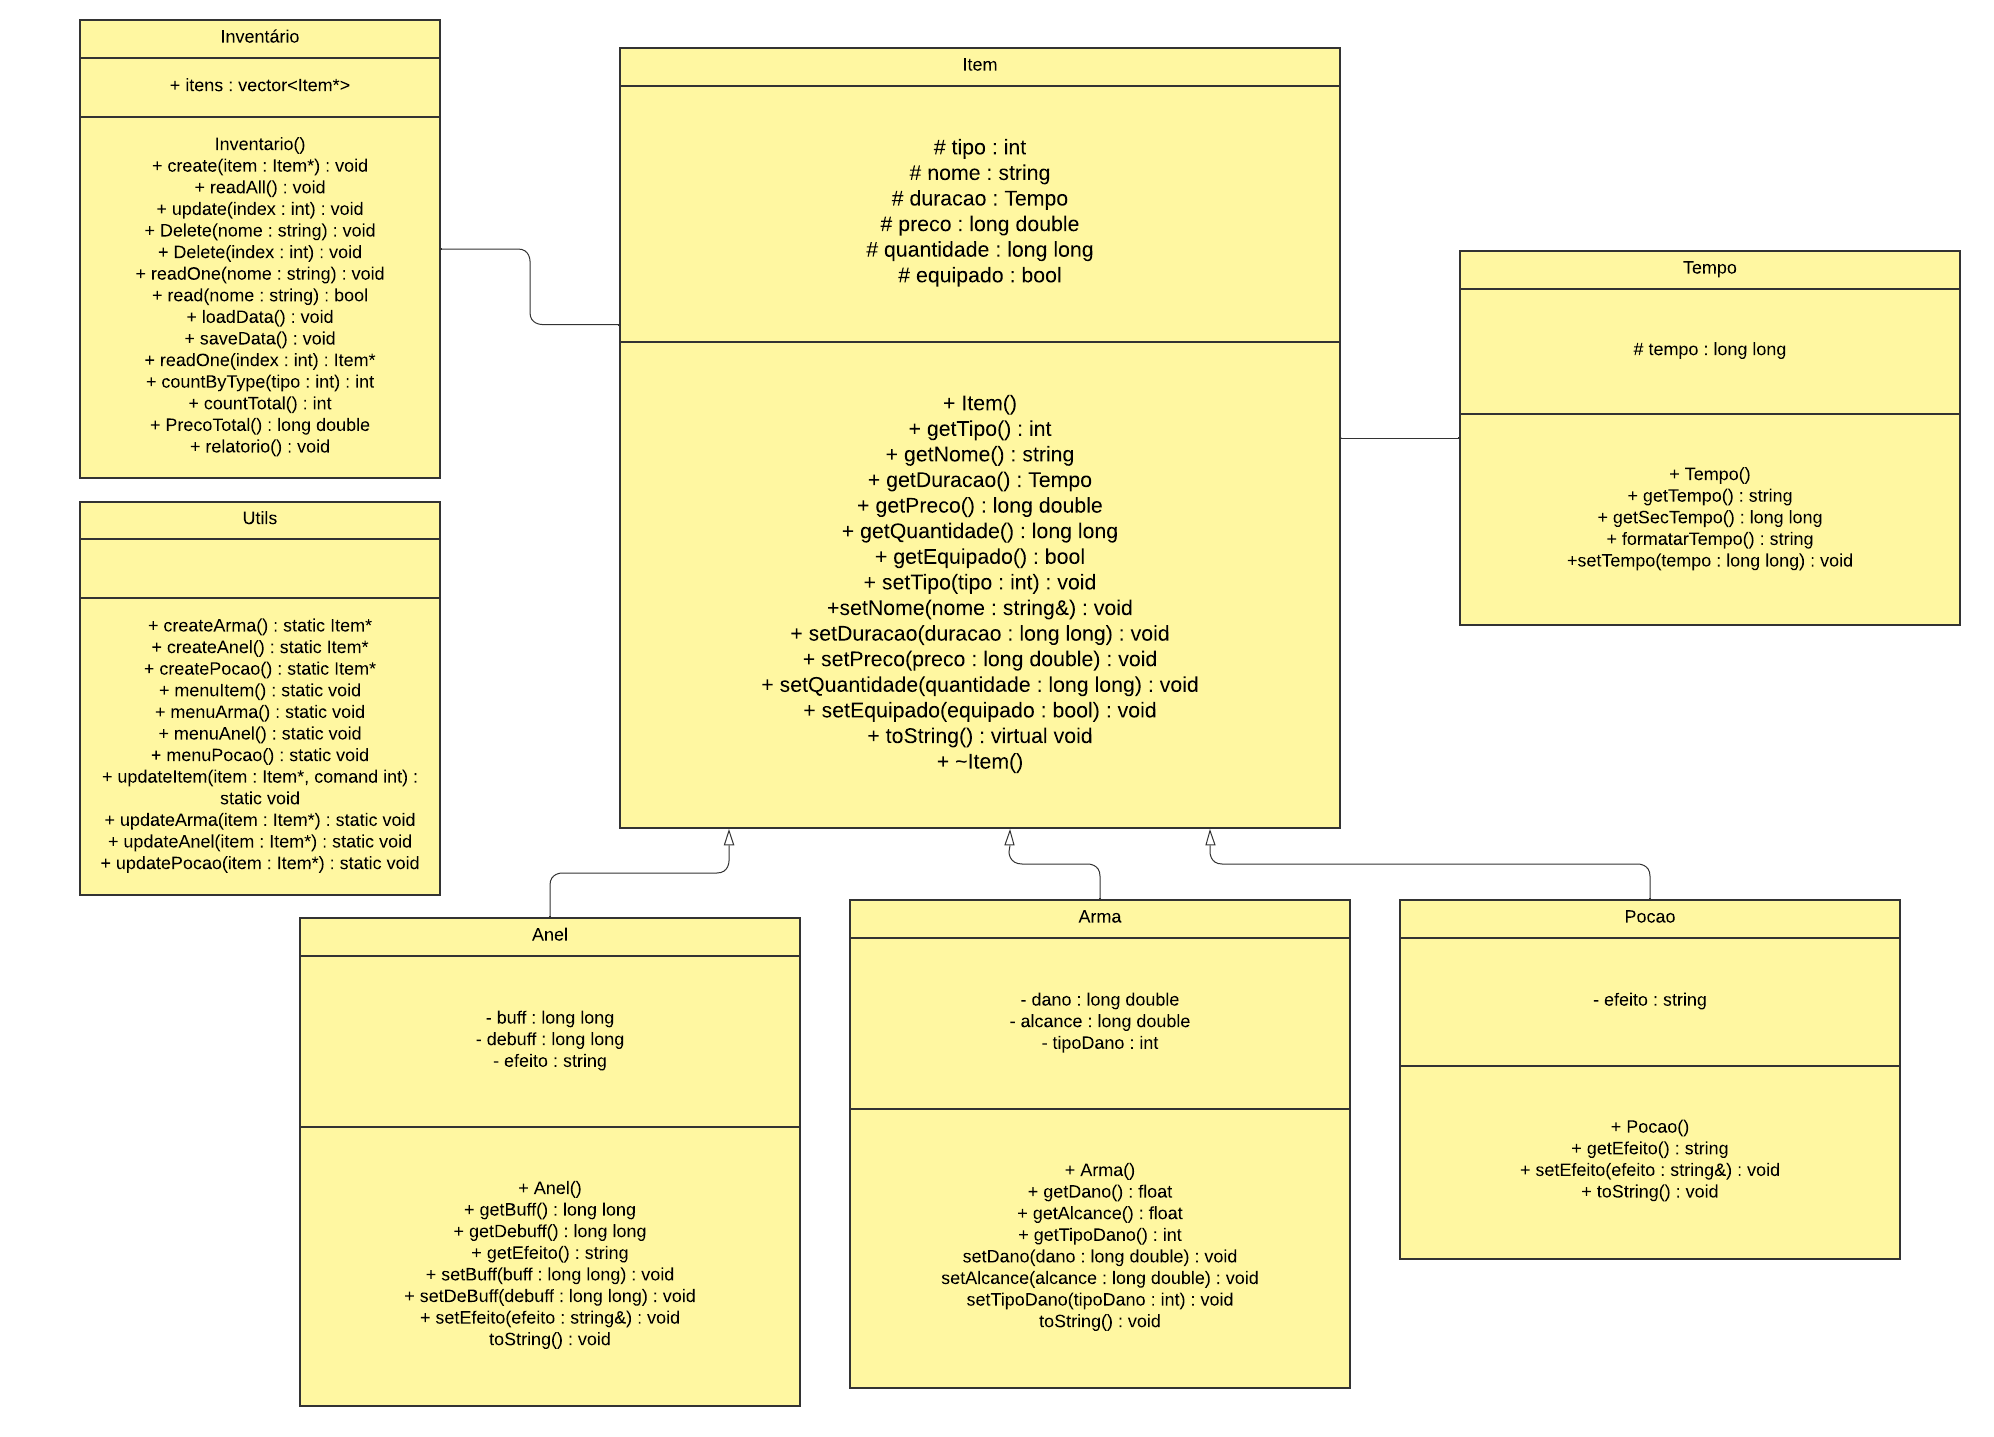 Inventário
+ itens : vector<Item*>
Inventario()
+ create(item : Item*) : void
+ readAll() : void
+ update(index : int) : void
+ Delete(nome : string) : void
+ Delete(index : int) : void
+ readOne(nome : string) : void
+ read(nome : string) : bool
+ loadData() : void
+ saveData() : void
+ readOne(index : int) : Item*
+ countByType(tipo : int) : int
+ countTotal() : int
+ PrecoTotal() : long double
+ relatorio() : void
Utils
+ createArma() : static Item*
+ createAnel() : static Item*
+ createPocao() : static Item*
+ menuItem() : static void
+ menuArma() : static void
+ menuAnel() : static void
+ menuPocao() : static void
+ updateItem(item : Item*, comand int) :
static void
+ updateArma(item : Item*) : static void
+ updateAnel(item : Item*) : static void
+ updatePocao(item : Item*) : static void
Item
# tipo : int
# nome : string
# duracao : Tempo
# preco : long double
# quantidade : long long
# equipado : bool
+ Item()
+ getTipo() : int
+ getNome() : string
+ getDuracao() : Tempo
+ getPreco() : long double
+ getQuantidade() : long long
+ getEquipado() : bool
+ setTipo(tipo : int) : void
+setNome(nome : string&) : void
+ setDuracao(duracao : long long) : void
+ setPreco(preco : long double) : void
+ setQuantidade(quantidade : long long) : void
+ setEquipado(equipado : bool) : void
+ toString() : virtual void
+ ~Item()
Tempo
# tempo : long long
+ Tempo()
+ getTempo() : string
+ getSecTempo() : long long
+ formatarTempo() : string
+setTempo(tempo : long long) : void
Anel
- buff : long long
- debuff : long long
- efeito : string
+ Anel()
+ getBuff() : long long
+ getDebuff() : long long
+ getEfeito() : string
+ setBuff(buff : long long) : void
+ setDeBuff(debuff : long long) : void
+ setEfeito(efeito : string&) : void
toString() : void
Arma
- dano : long double
- alcance : long double
- tipoDano : int
+ Arma()
+ getDano() : float
+ getAlcance() : float
+ getTipoDano() : int
setDano(dano : long double) : void
setAlcance(alcance : long double) : void
setTipoDano(tipoDano : int) : void
toString() : void
Pocao
- efeito : string
+ Pocao()
+ getEfeito() : string
+ setEfeito(efeito : string&) : void
+ toString() : void